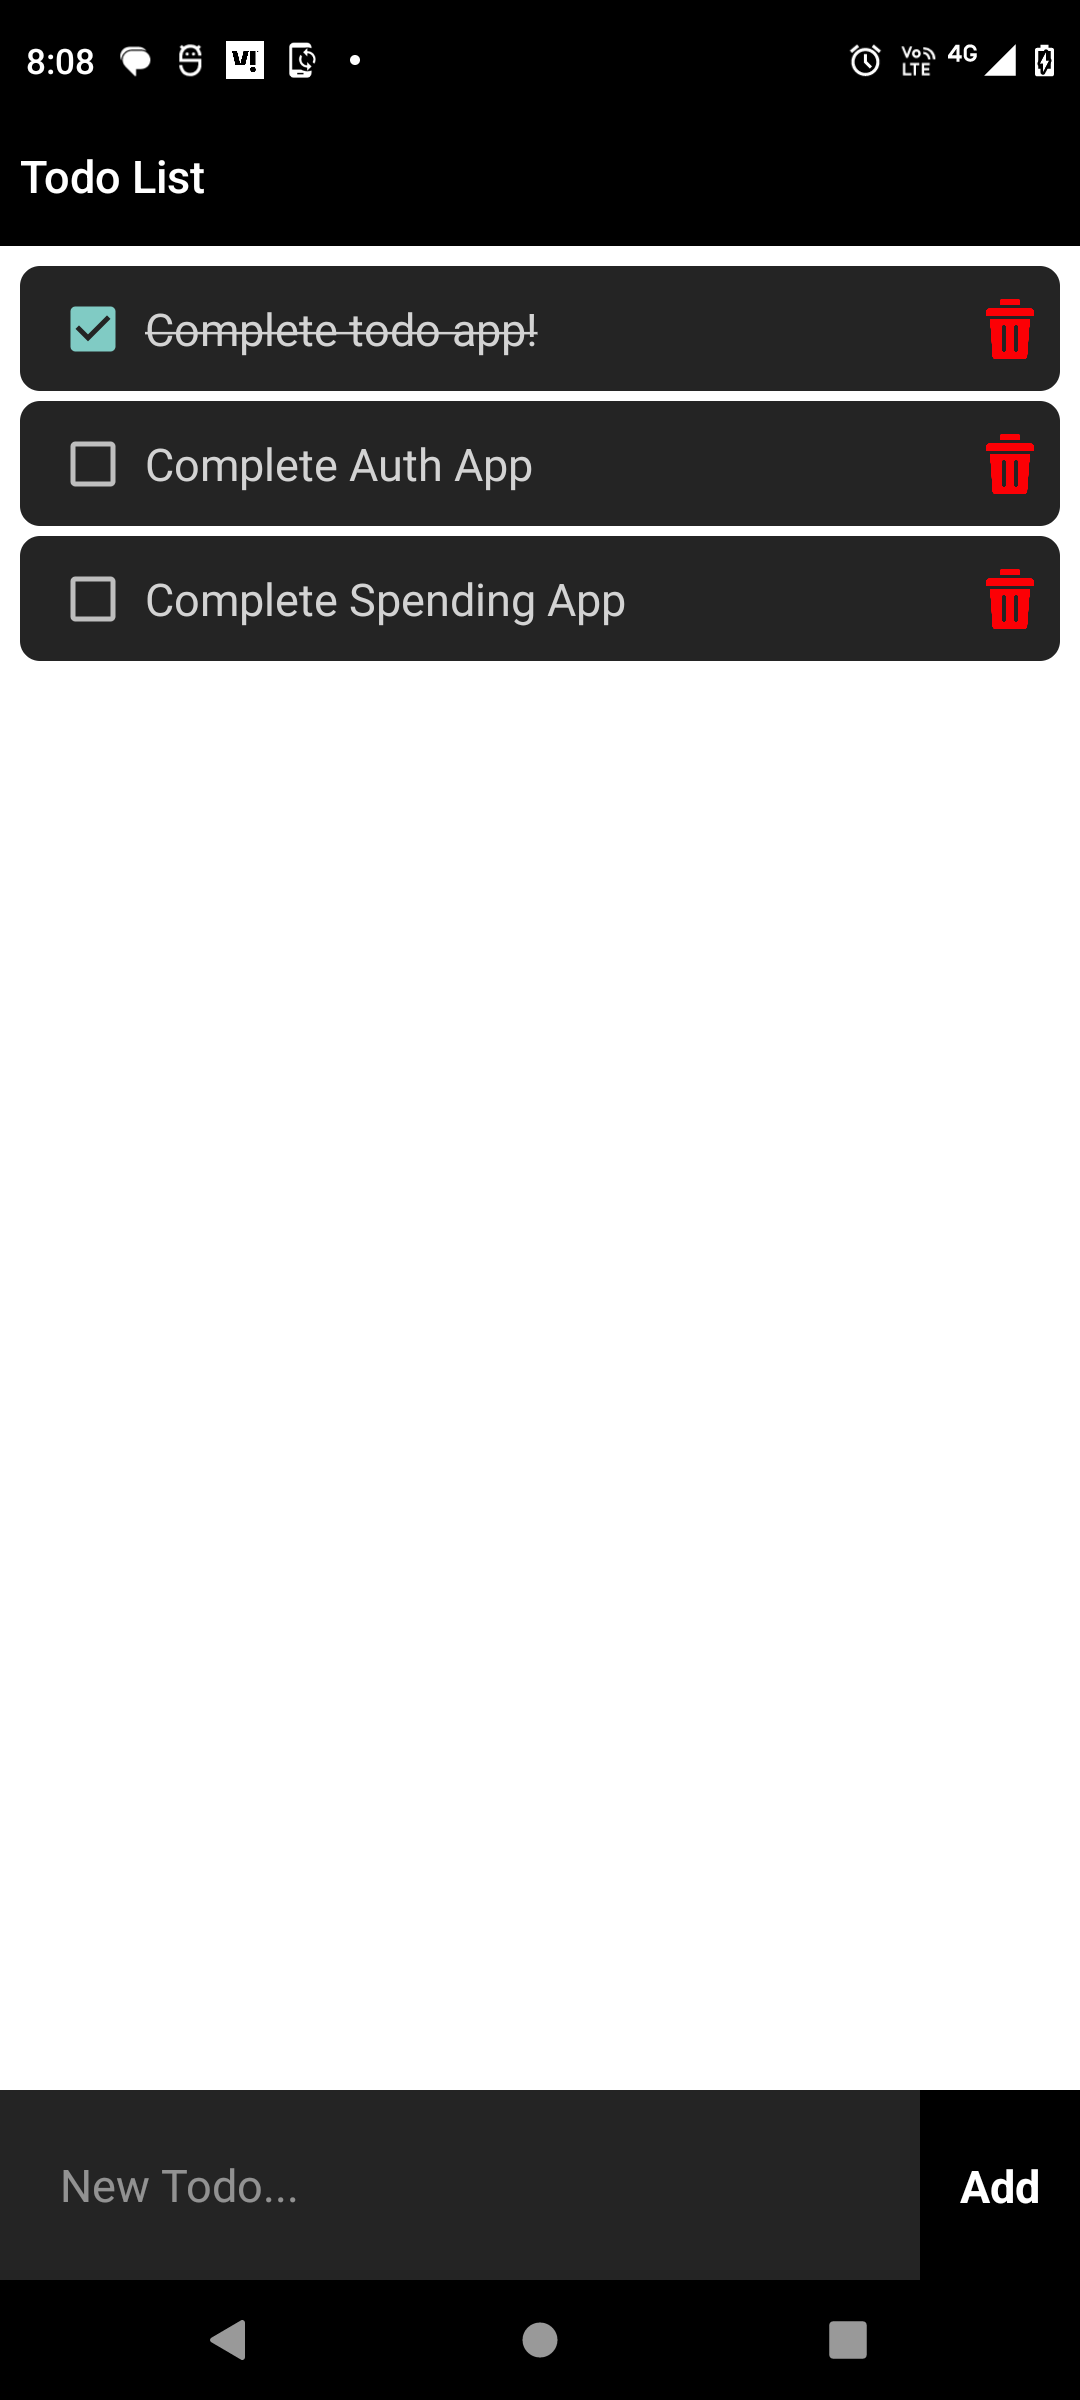 8:08 V! Vo LTE 4G
Todo List
Complete todo app!
Complete Auth App
Complete Spending App
New Todo...
Add